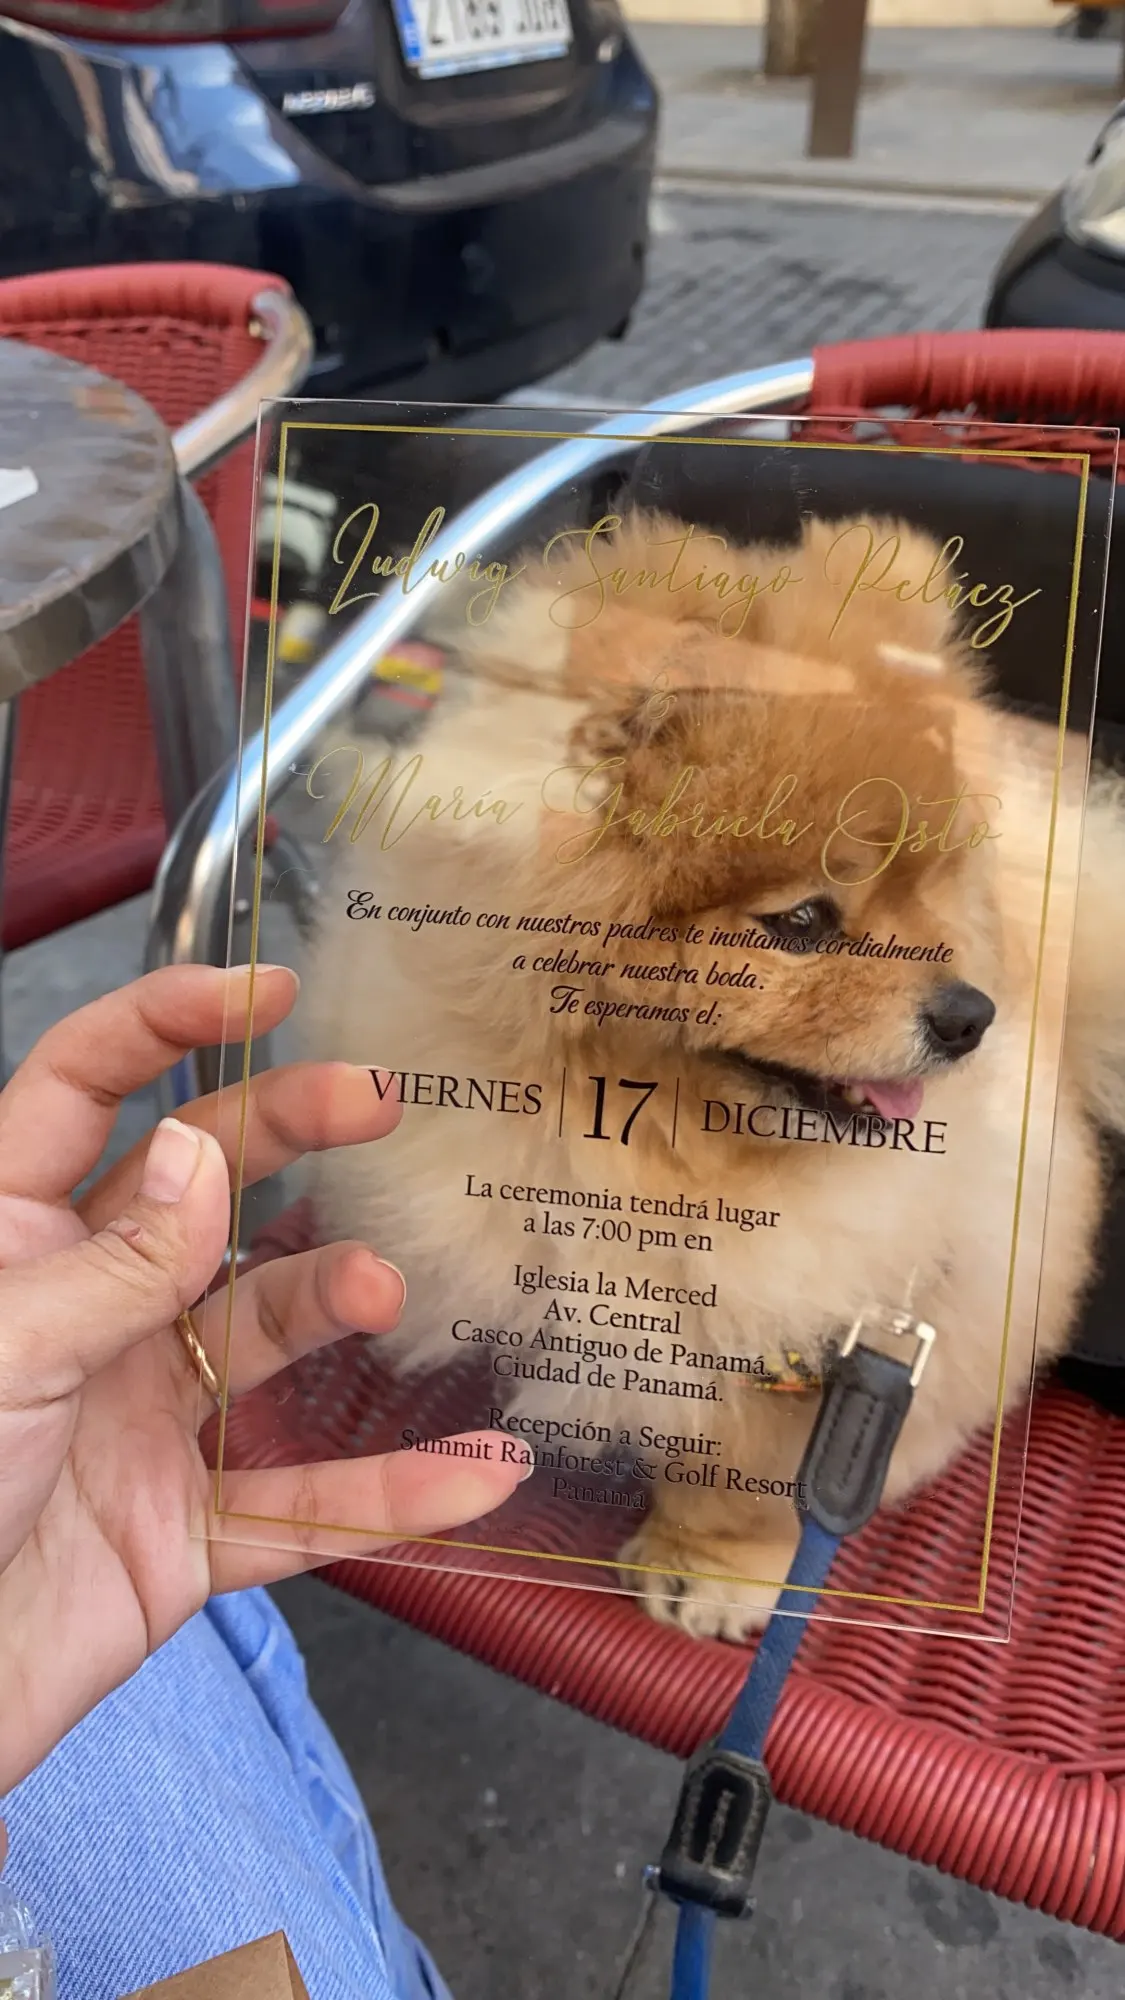 Ludwig Santiago Peláez
&
María Gabriela Osto
En conjunto con nuestros padres te invitamos cordialmente
a celebrar nuestra boda.
Te esperamos el:
VIERNES | 17 | DICIEMBRE
La ceremonia tendrá lugar
a las 7:00 pm en
Iglesia la Merced
Av. Central
Casco Antiguo de Panamá.
Ciudad de Panamá.
Recepción a Seguir:
Summit Rainforest & Golf Resort
Panamá